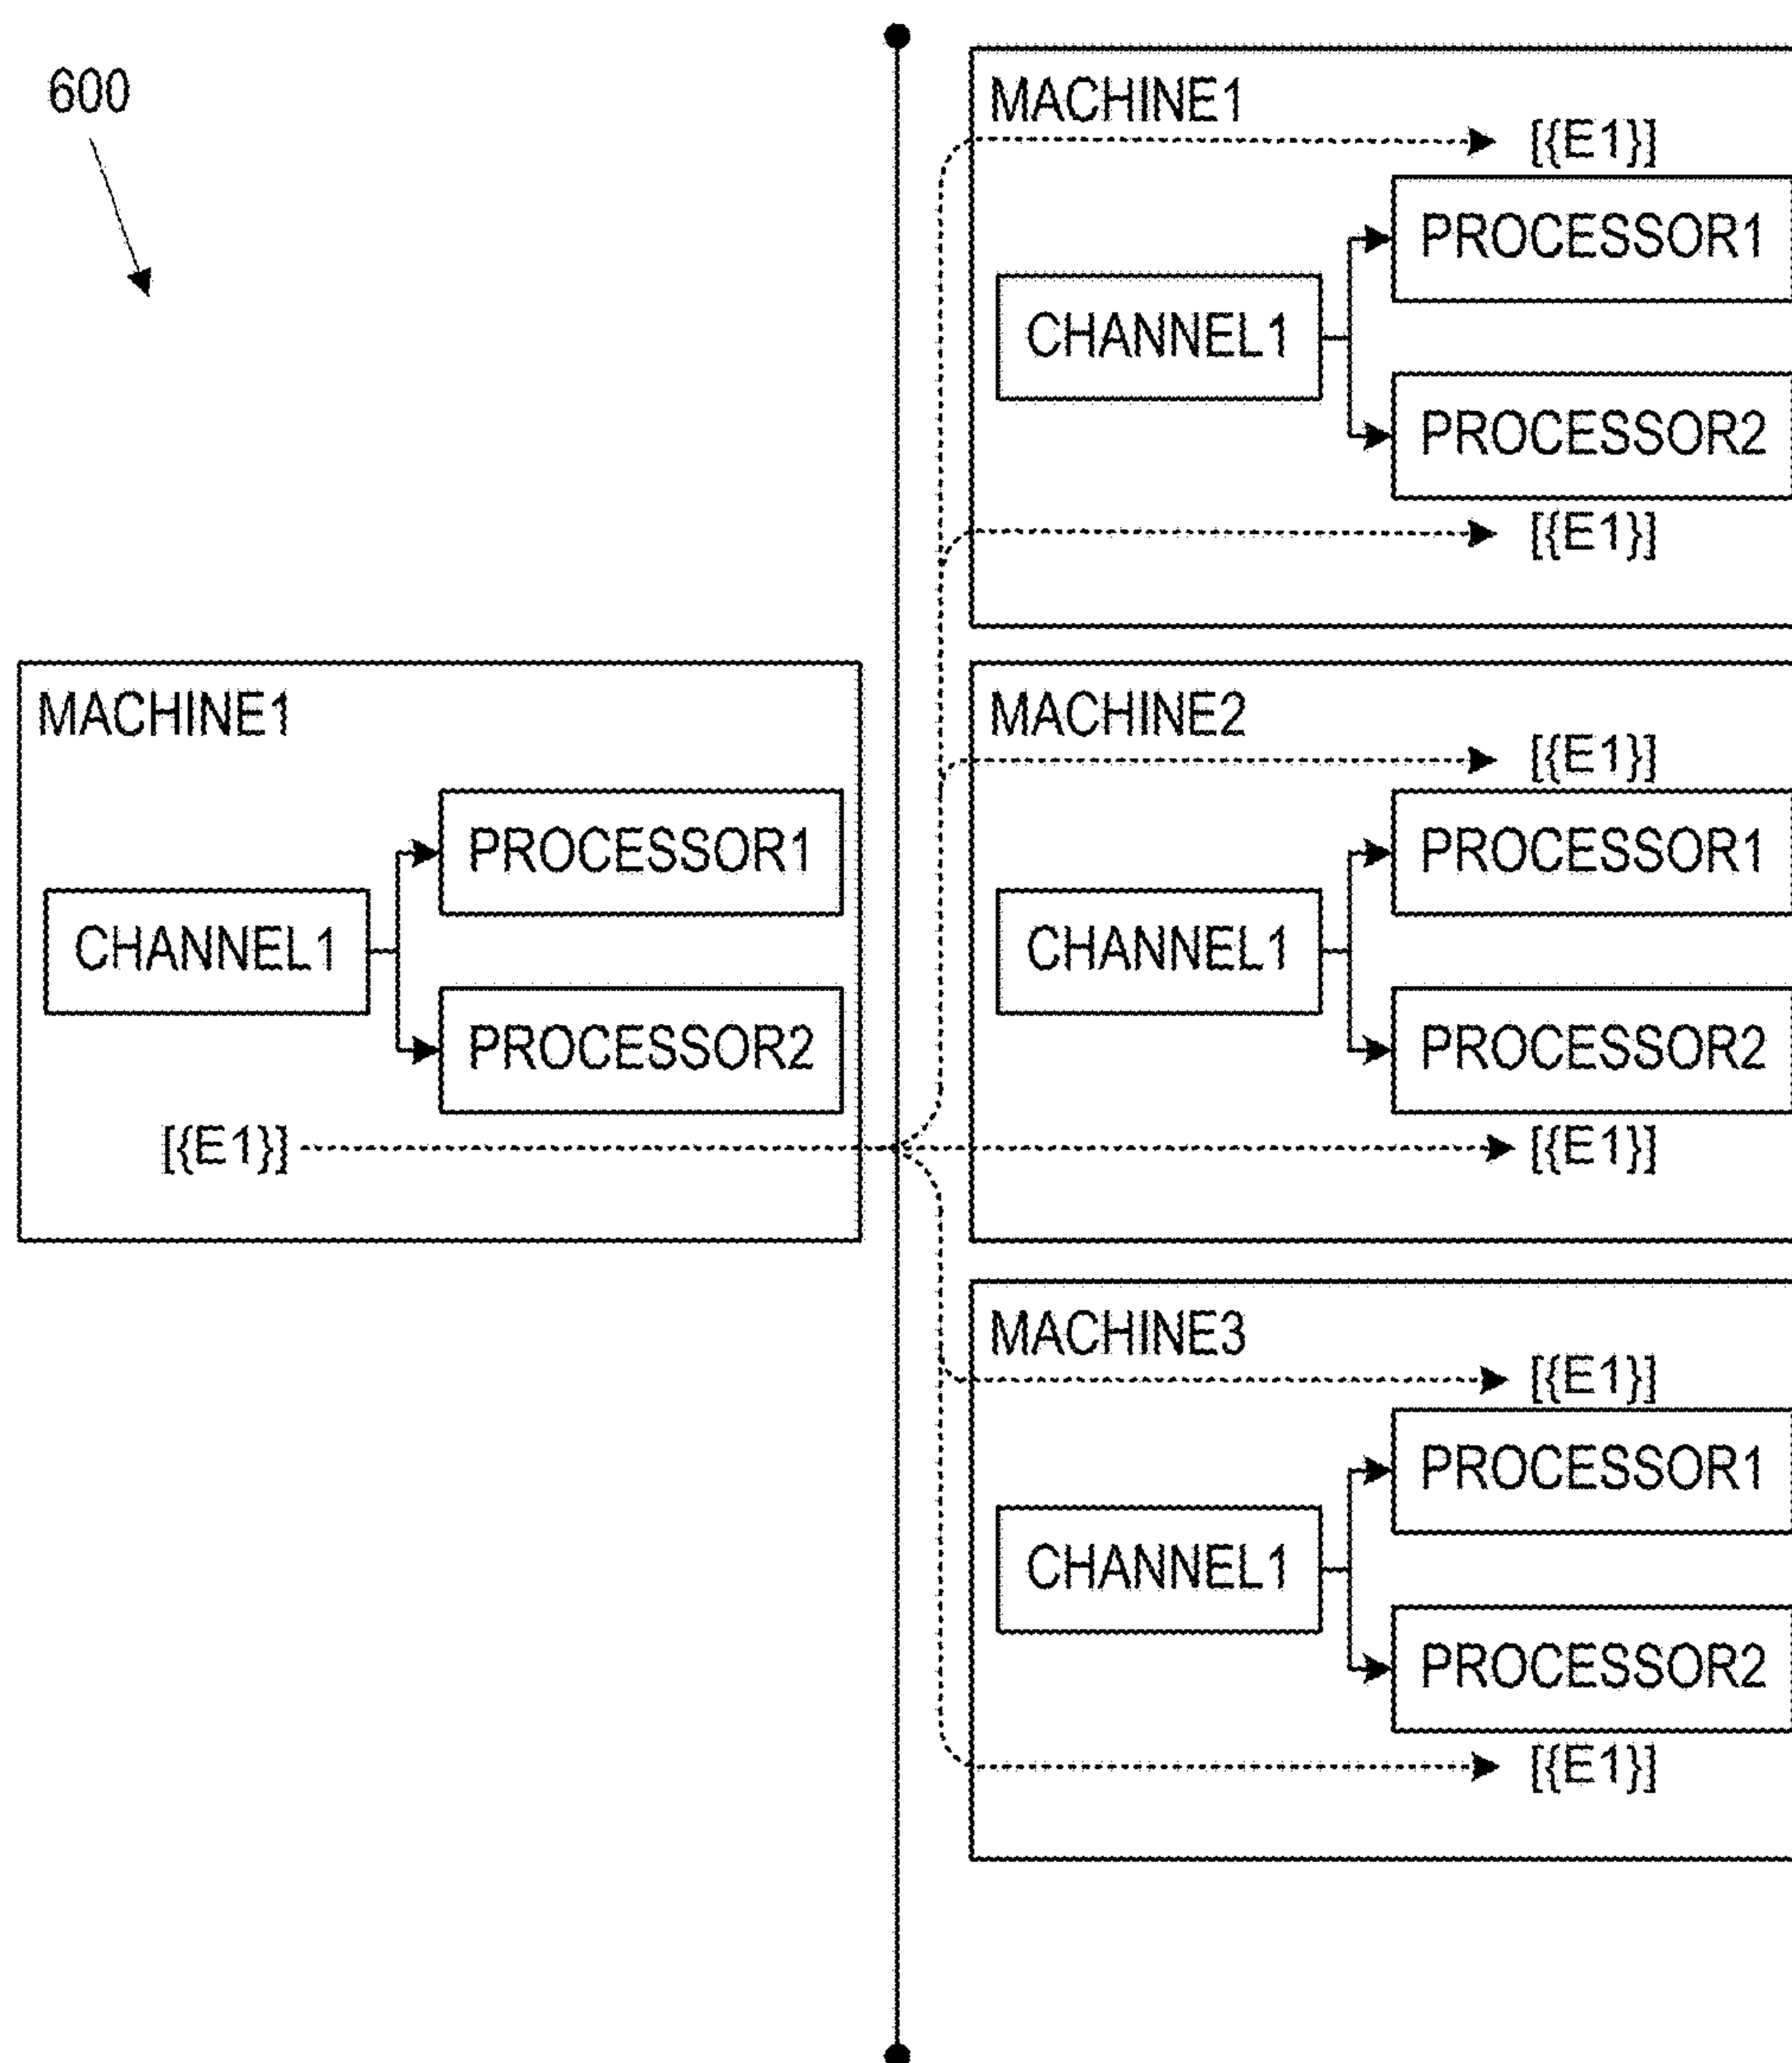 600
MACHINE1
CHANNEL1
PROCESSOR1
PROCESSOR2
[{E1}]
MACHINE1
[{E1}]
PROCESSOR1
CHANNEL1
PROCESSOR2
[{E1}]
MACHINE2
[{E1}]
PROCESSOR1
CHANNEL1
PROCESSOR2
[{E1}]
MACHINE3
[{E1}]
PROCESSOR1
CHANNEL1
PROCESSOR2
[{E1}]